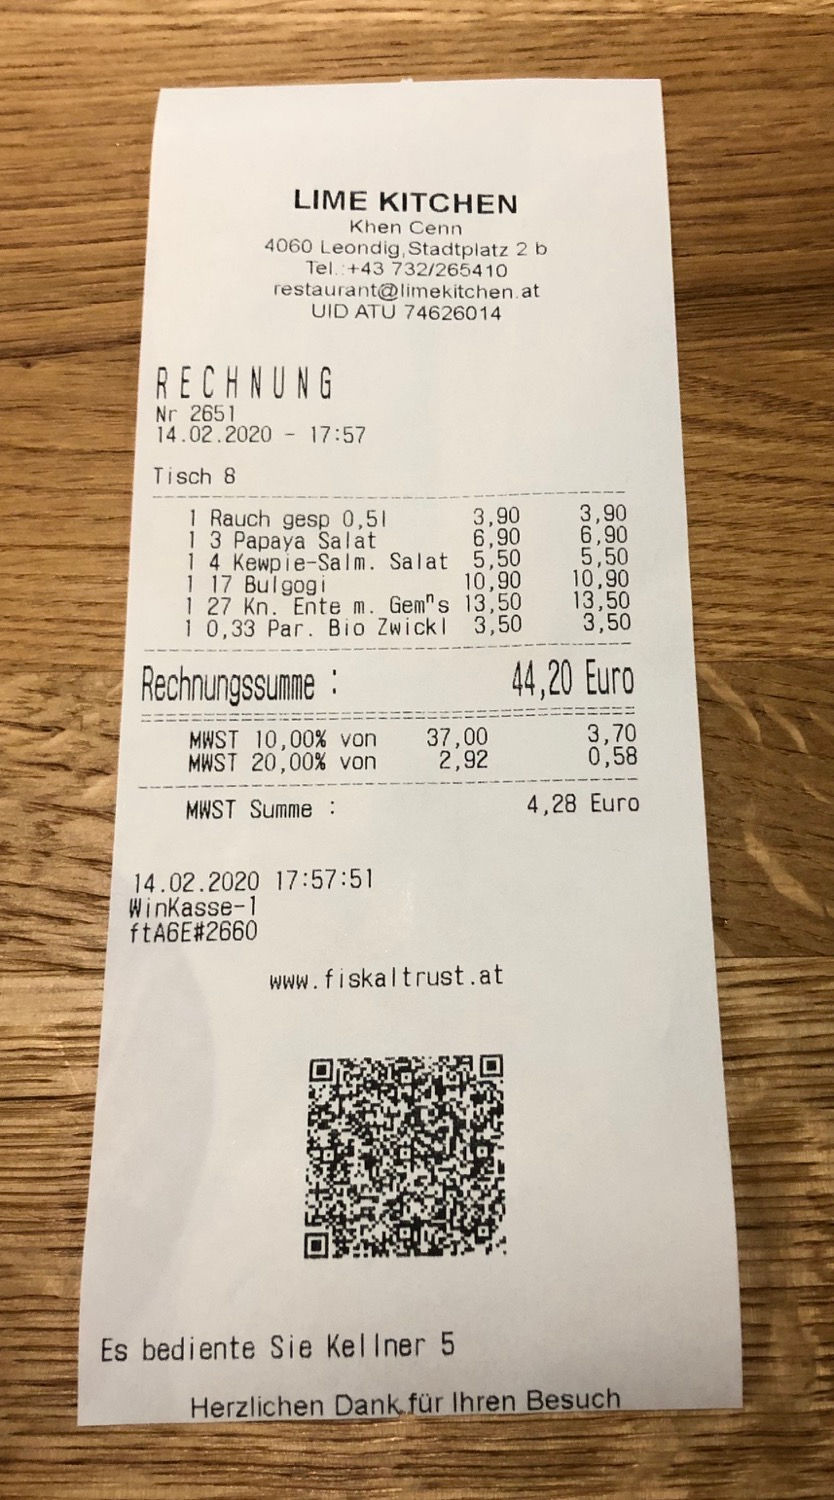 LIME KITCHEN
Khen Cenn
4060 Leondig,Stadtplatz 2 b
Tel.:+43 732/265410
restaurant@limekitchen.at
UID ATU 74626014
RECHNUNG
Nr 2651
14.02.2020 - 17:57
Tisch 8
1 Rauch gesp 0,5l 3,90 3,90
1 3 Papaya Salat 6,90 6,90
1 4 Kewpie-Salm. Salat 5,50 5,50
1 17 Bulgogi 10,90 10,90
1 27 Kn. Ente m. Gem"s 13,50 13,50
1 0,33 Par. Bio Zwickl 3,50 3,50
Rechnungssumme : 44,20 Euro
MWST 10,00% von 37,00 3,70
MWST 20,00% von 2,92 0,58
MWST Summe : 4,28 Euro
14.02.2020 17:57:51
WinKasse-1
ftA6E#2660
www.fiskaltrust.at
Es bediente Sie Kellner 5
Herzlichen Dank für Ihren Besuch